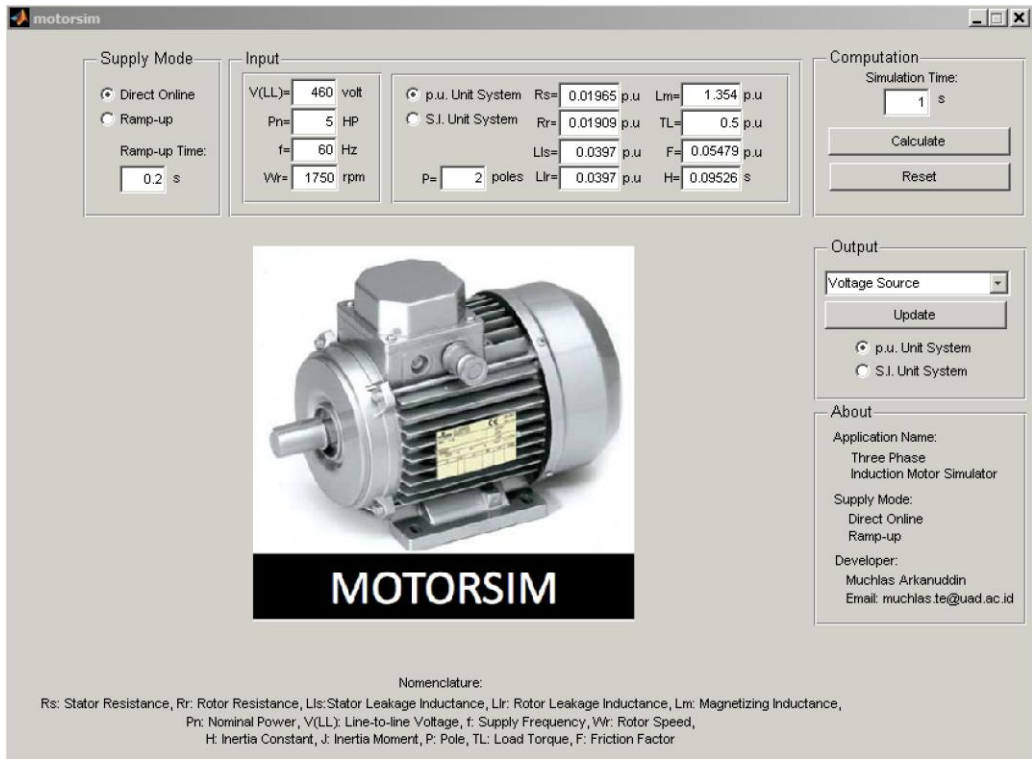 motorsim
Supply Mode
Direct Online
Ramp-up
Ramp-up Time:
0.2 s
Input
V(LL)= 460 volt
Pn= 5 HP
f= 60 Hz
Wr= 1750 rpm
p.u. Unit System
S.I. Unit System
P= 2 poles
Rs= 0.01965 p.u
Rr= 0.01909 p.u
Lls= 0.0397 p.u
Llr= 0.0397 p.u
Lm= 1.354 p.u
TL= 0.5 p.u
F= 0.05479 p.u
H= 0.09526 s
Computation
Simulation Time:
1 s
Calculate
Reset
Output
Voltage Source
Update
p.u. Unit System
S.I. Unit System
About
Application Name:
Three Phase
Induction Motor Simulator
Supply Mode:
Direct Online
Ramp-up
Developer:
Muchlas Arkanuddin
Email: muchlas.te@uad.ac.id
MOTORSIM
Nomenclature:
Rs: Stator Resistance, Rr: Rotor Resistance, Lls:Stator Leakage Inductance, Llr: Rotor Leakage Inductance, Lm: Magnetizing Inductance,
Pn: Nominal Power, V(LL): Line-to-line Voltage, f: Supply Frequency, Wr: Rotor Speed,
H: Inertia Constant, J: Inertia Moment, P: Pole, TL: Load Torque, F: Friction Factor